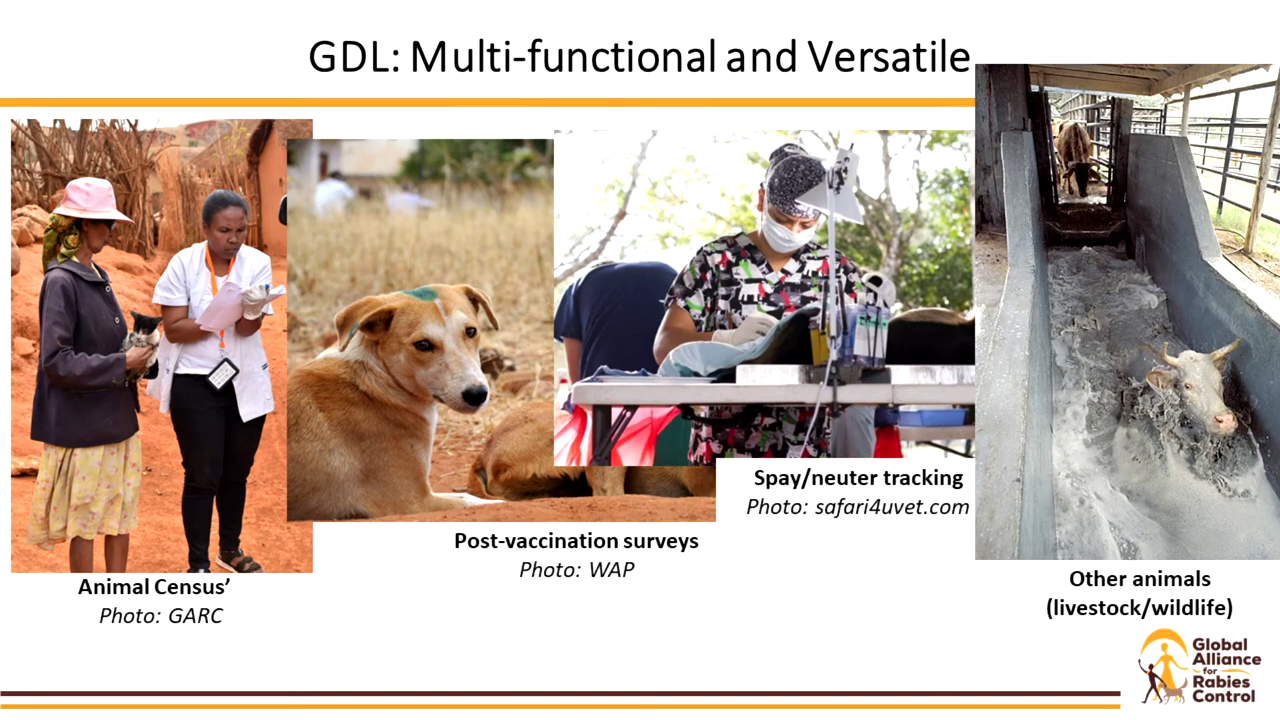 GDL: Multi-functional and Versatile
Animal Census’
Photo: GARC
Post-vaccination surveys
Photo: WAP
Spay/neuter tracking
Photo: safari4uvet.com
Other animals
(livestock/wildlife)
Global
Alliance
for
Rabies
Control